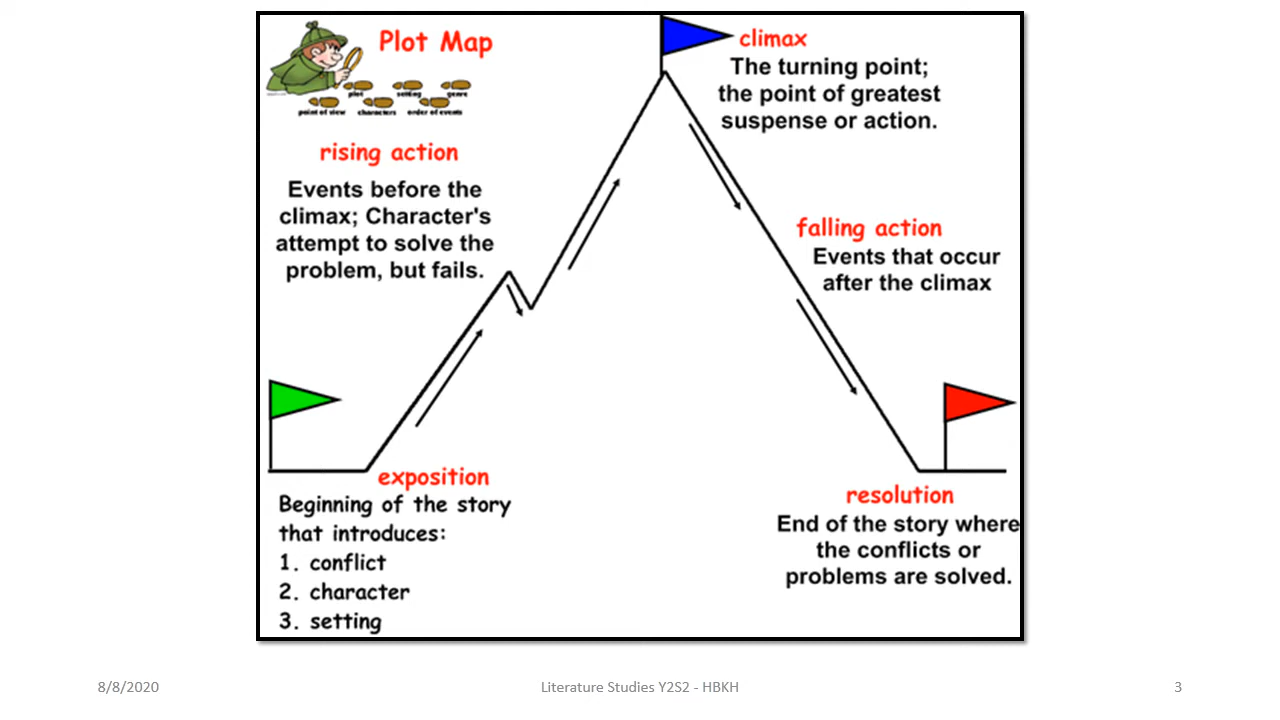 Plot Map
plot setting genre
point of view characters order of events
rising action
Events before the
climax; Character's
attempt to solve the
problem, but fails.
climax
The turning point;
the point of greatest
suspense or action.
falling action
Events that occur
after the climax
exposition
Beginning of the story
that introduces:
1. conflict
2. character
3. setting
resolution
End of the story where
the conflicts or
problems are solved.
8/8/2020
Literature Studies Y2S2 - HBKH
3